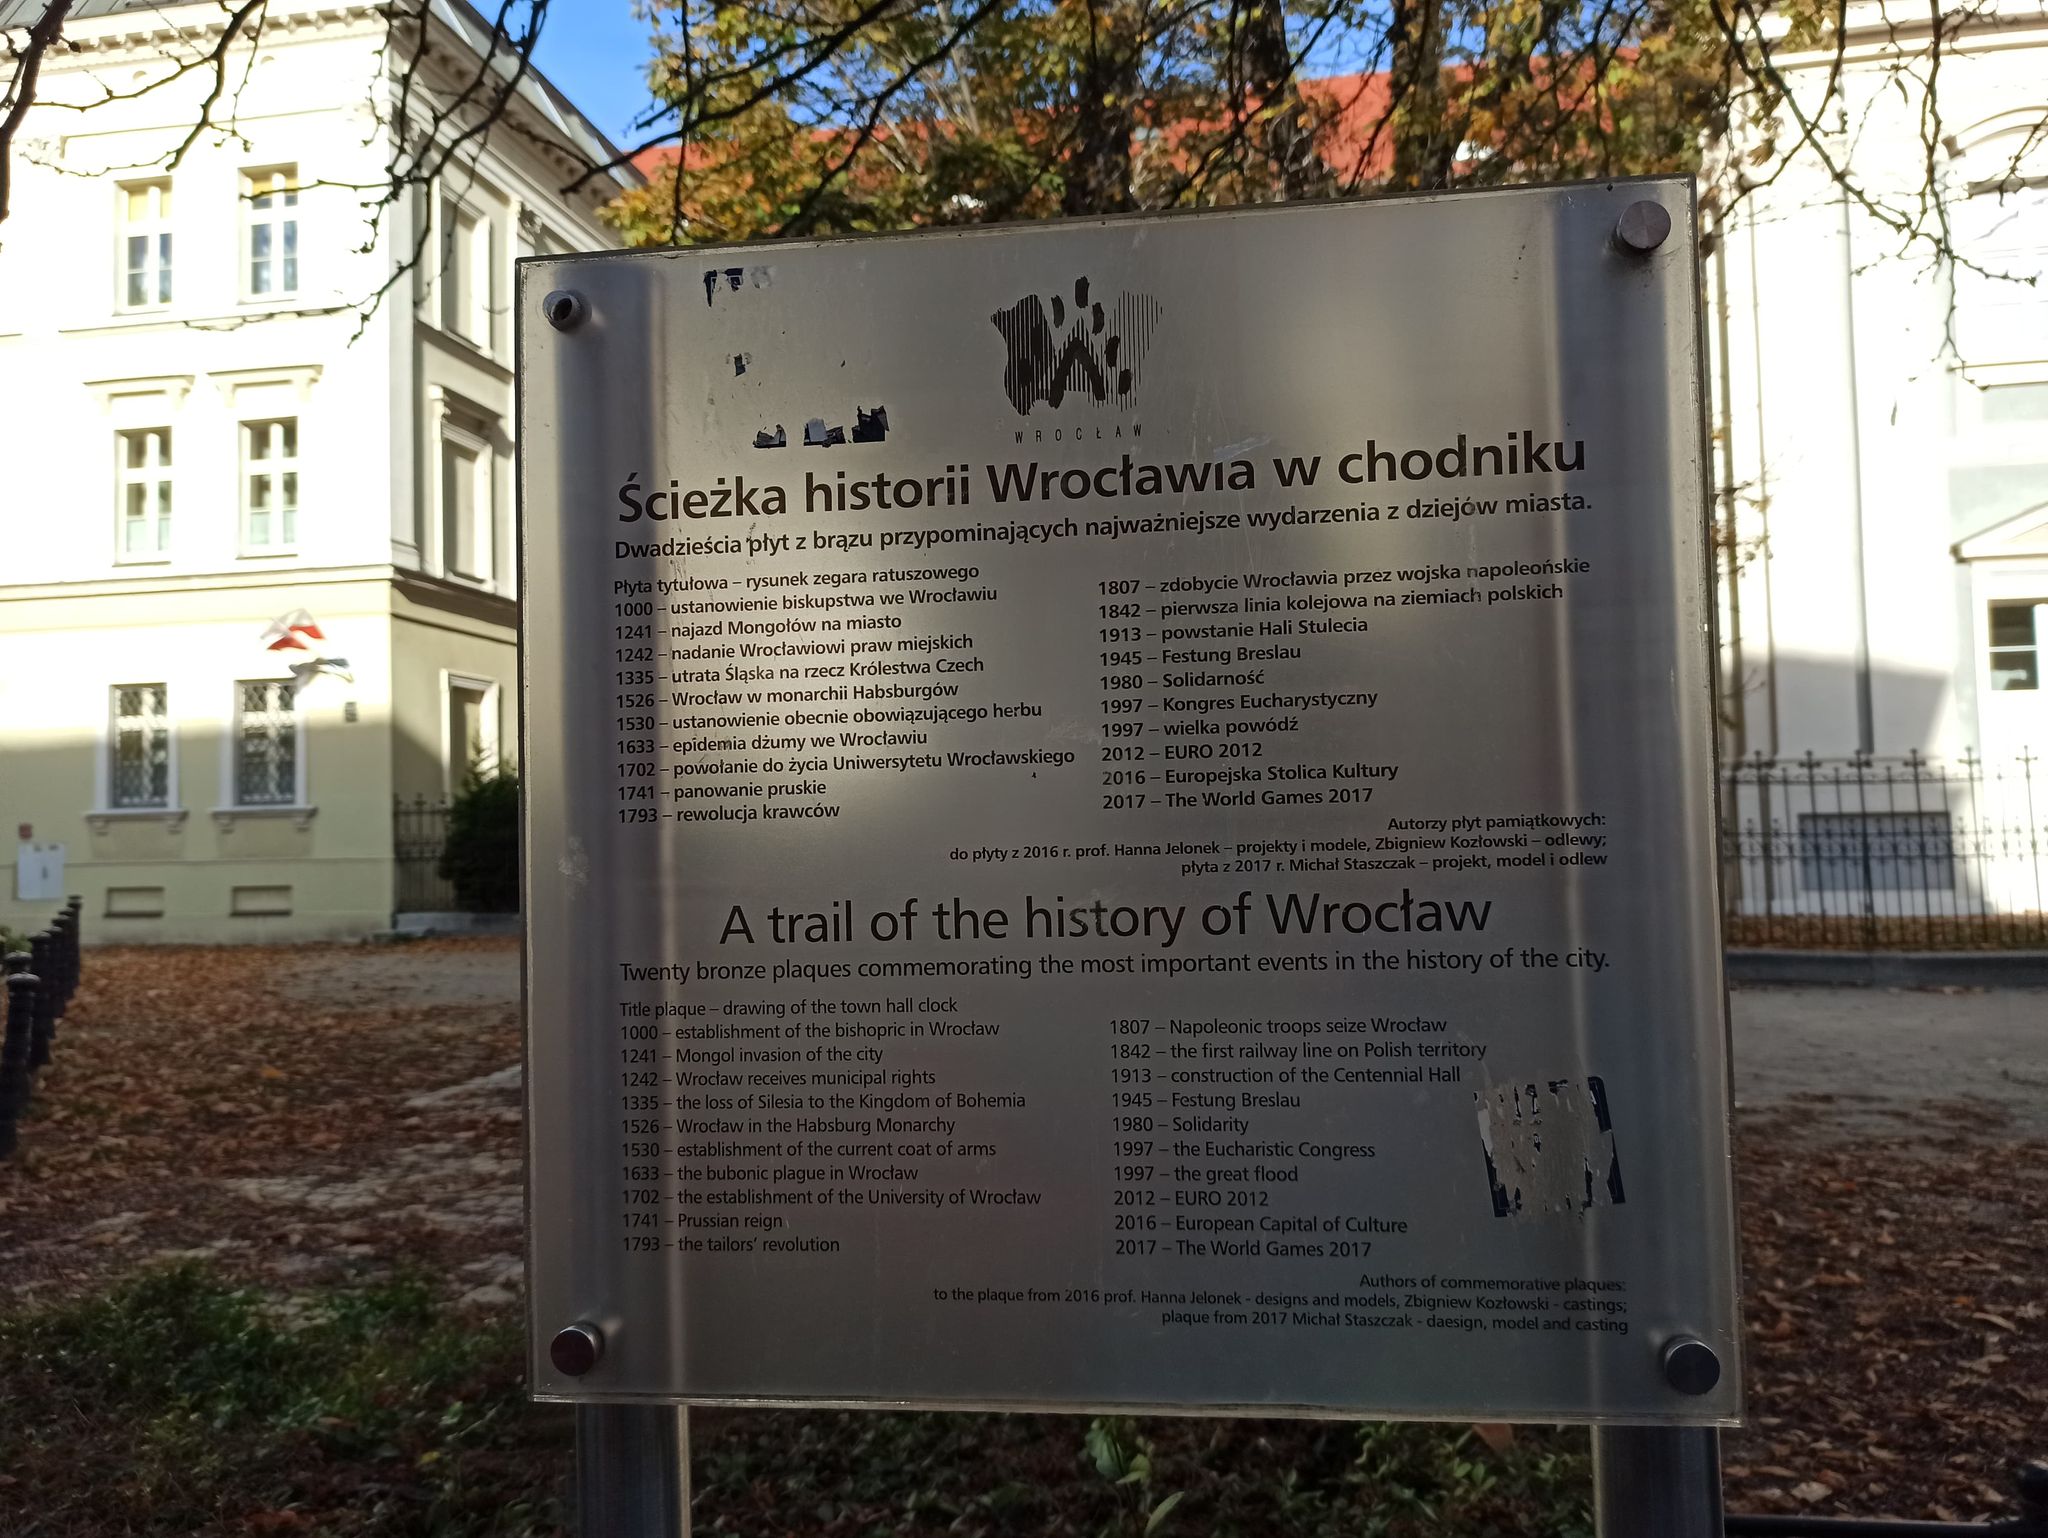 WROCŁAW
Ścieżka historii Wrocławia w chodniku
Dwadzieścia płyt z brązu przypominających najważniejsze wydarzenia z dziejów miasta.
Płyta tytułowa – rysunek zegara ratuszowego
1000 – ustanowienie biskupstwa we Wrocławiu
1241 – najazd Mongołów na miasto
1242 – nadanie Wrocławiowi praw miejskich
1335 – utrata Śląska na rzecz Królestwa Czech
1526 – Wrocław w monarchii Habsburgów
1530 – ustanowienie obecnie obowiązującego herbu
1633 – epidemia dżumy we Wrocławiu
1702 – powołanie do życia Uniwersytetu Wrocławskiego
1741 – panowanie pruskie
1793 – rewolucja krawców
1807 – zdobycie Wrocławia przez wojska napoleońskie
1842 – pierwsza linia kolejowa na ziemiach polskich
1913 – powstanie Hali Stulecia
1945 – Festung Breslau
1980 – Solidarność
1997 – Kongres Eucharystyczny
1997 – wielka powódź
2012 – EURO 2012
2016 – Europejska Stolica Kultury
2017 – The World Games 2017
Autorzy płyt pamiątkowych:
do płyty z 2016 r. prof. Hanna Jelonek – projekty i modele, Zbigniew Kozłowski – odlewy;
płyta z 2017 r. Michał Staszczak – projekt, model i odlew
A trail of the history of Wrocław
Twenty bronze plaques commemorating the most important events in the history of the city.
Title plaque – drawing of the town hall clock
1000 – establishment of the bishopric in Wrocław
1241 – Mongol invasion of the city
1242 – Wrocław receives municipal rights
1335 – the loss of Silesia to the Kingdom of Bohemia
1526 – Wrocław in the Habsburg Monarchy
1530 – establishment of the current coat of arms
1633 – the bubonic plague in Wrocław
1702 – the establishment of the University of Wrocław
1741 – Prussian reign
1793 – the tailors' revolution
1807 – Napoleonic troops seize Wrocław
1842 – the first railway line on Polish territory
1913 – construction of the Centennial Hall
1945 – Festung Breslau
1980 – Solidarity
1997 – the Eucharistic Congress
1997 – the great flood
2012 – EURO 2012
2016 – European Capital of Culture
2017 – The World Games 2017
Authors of commemorative plaques:
to the plaque from 2016 prof. Hanna Jelonek - designs and models, Zbigniew Kozłowski - castings;
plaque from 2017 Michał Staszczak - daesign, model and casting